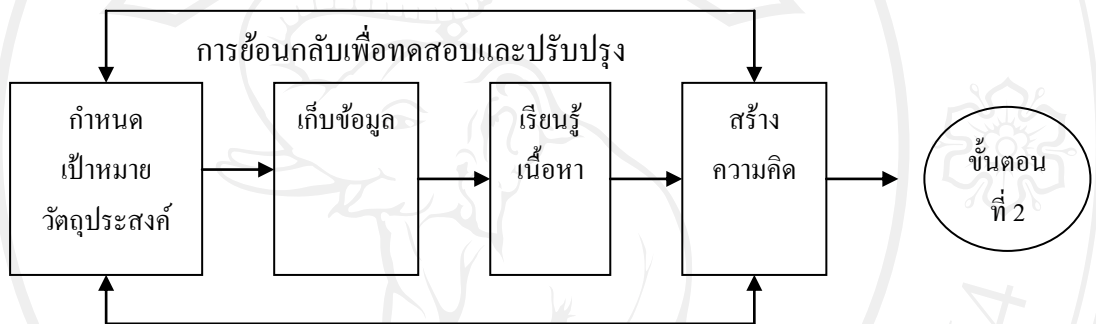 การย้อนกลับเพื่อทดสอบและปรับปรุง
กำหนด
เป้าหมาย
วัตถุประสงค์
เก็บข้อมูล
เรียนรู้
เนื้อหา
สร้าง
ความคิด
ขั้นตอน
ที่ 2